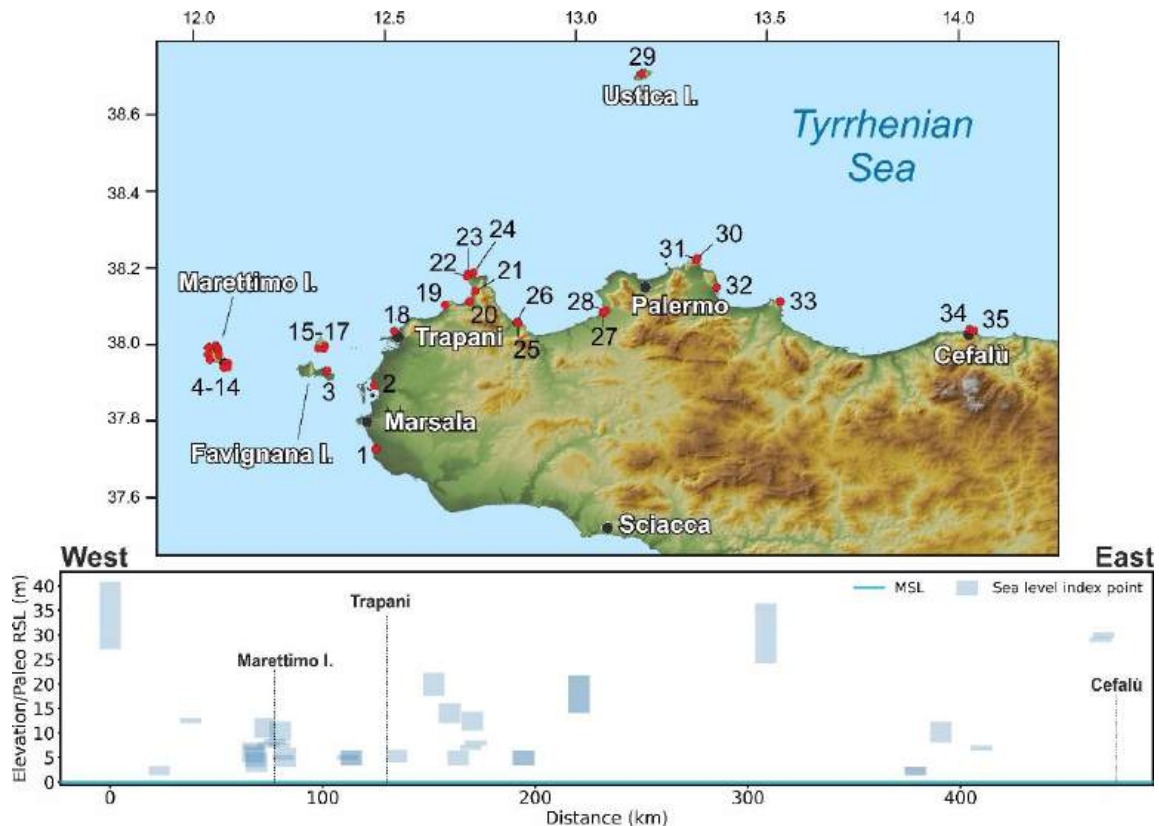 12.0 12.5 13.0 13.5 14.0
29
Ustica I.
38.6
Tyrrhenian
Sea
38.4
23 24
30
31
22 21
38.2
Marettimo I.
19 26 28 32
20
Palermo
33
15-17 18
Trapani
25 27
34 35
38.0
Cefalù
4-14
3
2
37.8
Marsala
Favignana I.
1
37.6
Sciacca
West East
Elevation/Paleo RSL (m)
40
35
30
25
20
15
10
5
0
MSL
Sea level index point
Trapani
Marettimo I.
Cefalù
0 100 200 300 400
Distance (km)